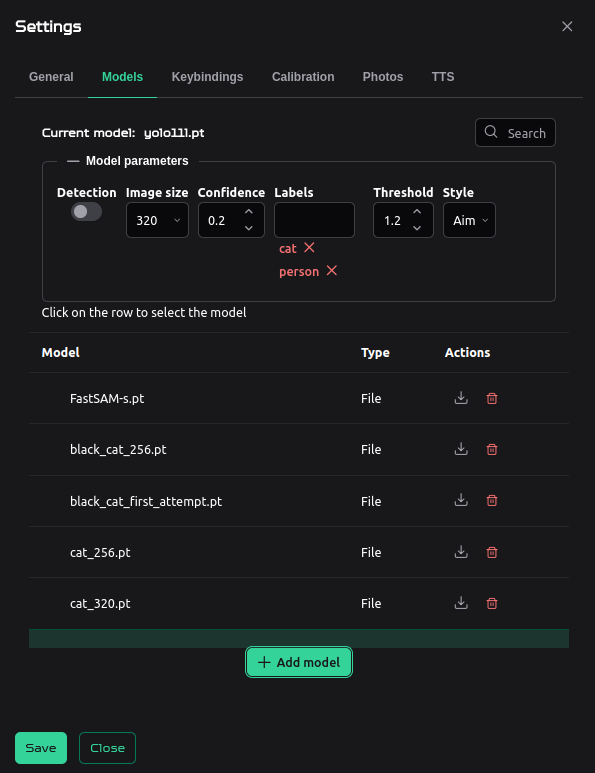 Settings
General Models Keybindings Calibration Photos TTS
Current model: yolo11l.pt
Search
Model parameters
Detection Image size Confidence Labels Threshold Style
320 0.2 1.2 Aim
cat
person
Click on the row to select the model
Model Type Actions
FastSAM-s.pt File
black_cat_256.pt File
black_cat_first_attempt.pt File
cat_256.pt File
cat_320.pt File
Add model
Save Close